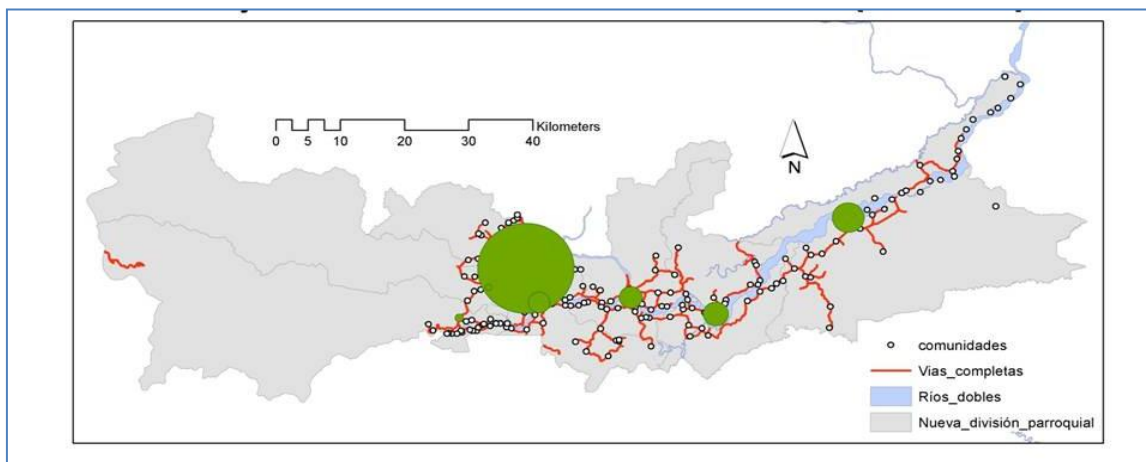 Kilometers
0 5 10 20 30 40
N
comunidades
Vias_completas
Ríos_dobles
Nueva_división_parroquial